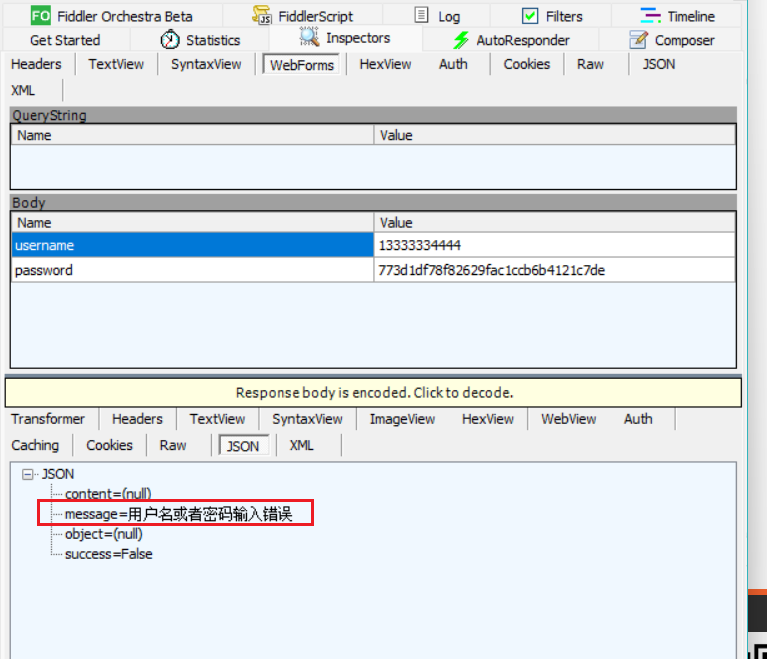 FO Fiddler Orchestra Beta FiddlerScript Log Filters Timeline
Get Started Statistics Inspectors AutoResponder Composer
Headers TextView SyntaxView WebForms HexView Auth Cookies Raw JSON
XML
QueryString
Name Value
Body
Name Value
username 13333334444
password 773d1df78f82629fac1ccb6b4121c7de
Response body is encoded. Click to decode.
Transformer Headers TextView SyntaxView ImageView HexView WebView Auth
Caching Cookies Raw JSON XML
JSON
content=(null)
message=用户名或者密码输入错误
object=(null)
success=False